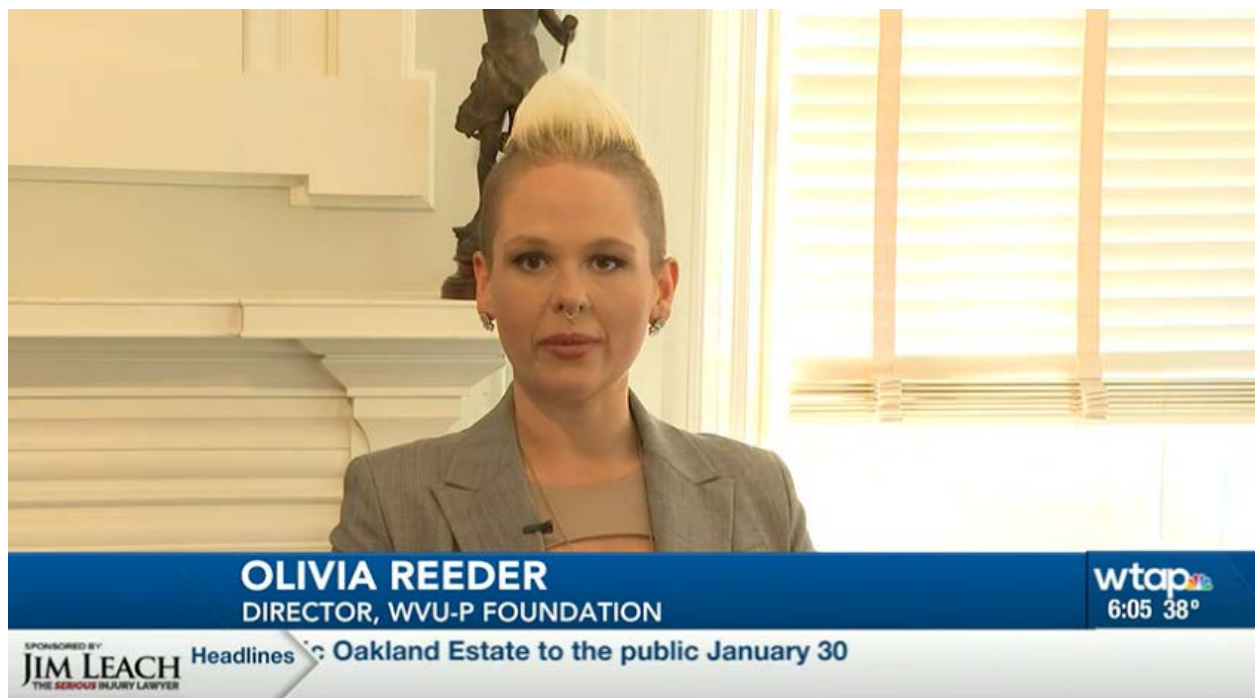 OLIVIA REEDER
DIRECTOR, WVU-P FOUNDATION
wtap
6:05 38°
SPONSORED BY
JIM LEACH
THE SERIOUS INJURY LAWYER
Headlines
c Oakland Estate to the public January 30